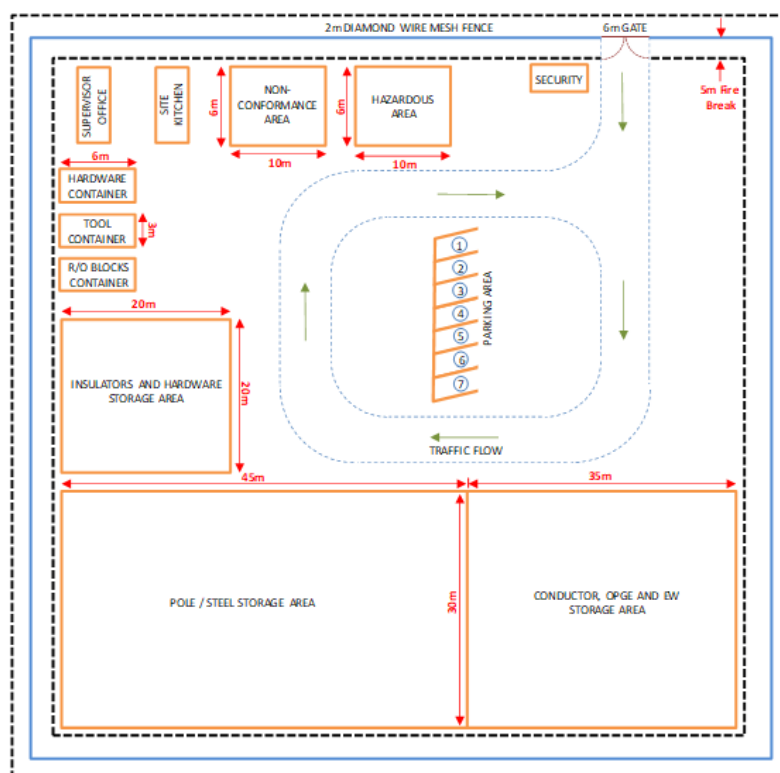 2m DIAMOND WIRE MESH FENCE
6m GATE
5m Fire
Break
SUPERVISOR
OFFICE
SITE
KITCHEN
6m
NON-
CONFORMANCE
AREA
10m
6m
HAZARDOUS
AREA
10m
SECURITY
6m
HARDWARE
CONTAINER
TOOL
CONTAINER
3m
R/O BLOCKS
CONTAINER
20m
INSULATORS AND HARDWARE
STORAGE AREA
20m
1
2
3
4
5
6
7
PARKING AREA
TRAFFIC FLOW
45m
35m
POLE / STEEL STORAGE AREA
30m
CONDUCTOR, OPGE AND EW
STORAGE AREA